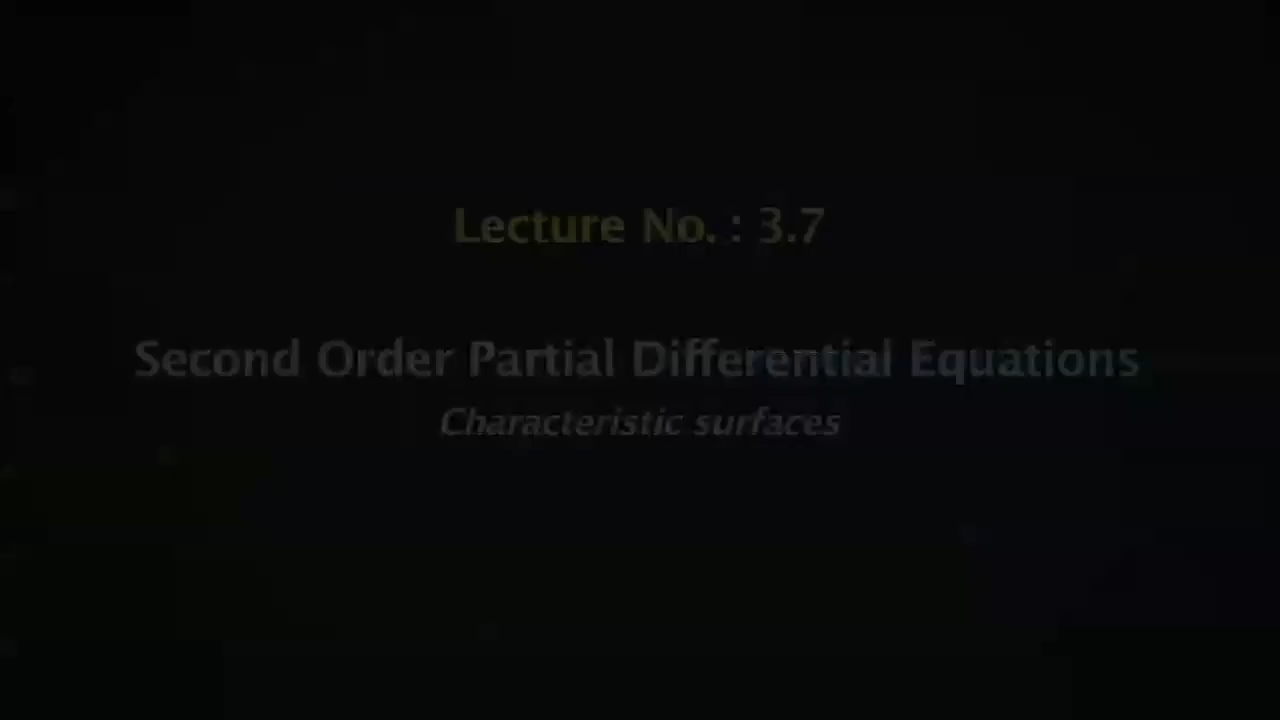 Lecture No. : 3.7
Second Order Partial Differential Equations
Characteristic surfaces